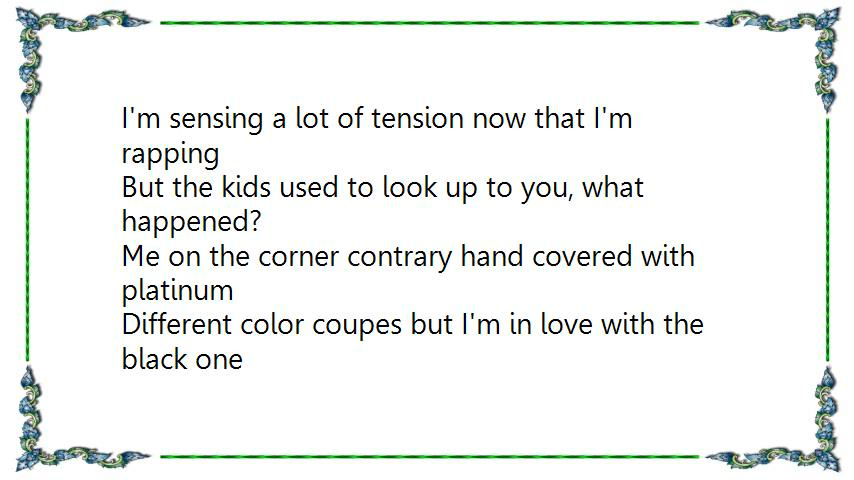 I'm sensing a lot of tension now that I'm
rapping
But the kids used to look up to you, what
happened?
Me on the corner contrary hand covered with
platinum
Different color coupes but I'm in love with the
black one